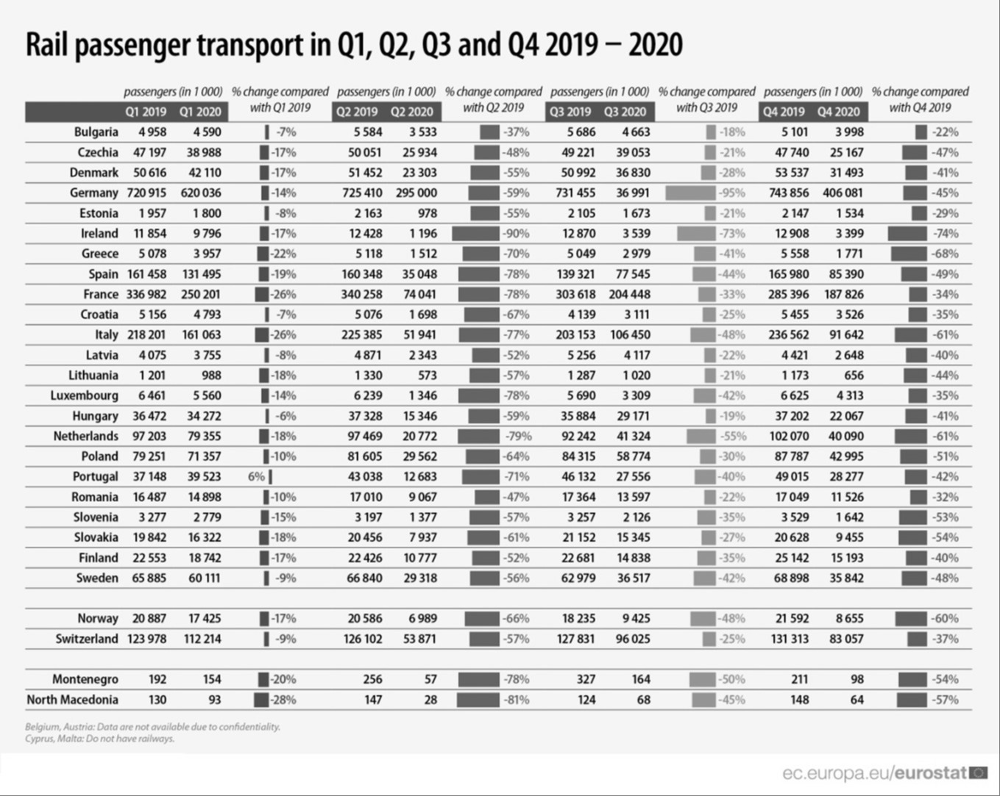 Rail passenger transport in Q1, Q2, Q3 and Q4 2019 – 2020
passengers (in 1 000) % change compared with Q1 2019 passengers (in 1 000) % change compared with Q2 2019 passengers (in 1 000) % change compared with Q3 2019 passengers (in 1 000) % change compared with Q4 2019
Q1 2019 Q1 2020 Q2 2019 Q2 2020 Q3 2019 Q3 2020 Q4 2019 Q4 2020
Bulgaria 4 958 4 590 -7% 5 584 3 533 -37% 5 686 4 663 -18% 5 101 3 998 -22%
Czechia 47 197 38 988 -17% 50 051 25 934 -48% 49 221 39 053 -21% 47 740 25 167 -47%
Denmark 50 616 42 110 -17% 51 452 23 303 -55% 50 992 36 830 -28% 53 537 31 493 -41%
Germany 720 915 620 036 -14% 725 410 295 000 -59% 731 455 36 991 -95% 743 856 406 081 -45%
Estonia 1 957 1 800 -8% 2 163 978 -55% 2 105 1 673 -21% 2 147 1 534 -29%
Ireland 11 854 9 796 -17% 12 428 1 196 -90% 12 870 3 539 -73% 12 908 3 399 -74%
Greece 5 078 3 957 -22% 5 118 1 512 -70% 5 049 2 979 -41% 5 558 1 771 -68%
Spain 161 458 131 495 -19% 160 348 35 048 -78% 139 321 77 545 -44% 165 980 85 390 -49%
France 336 982 250 201 -26% 340 258 74 041 -78% 303 618 204 448 -33% 285 396 187 826 -34%
Croatia 5 156 4 793 -7% 5 076 1 698 -67% 4 139 3 111 -25% 5 455 3 526 -35%
Italy 218 201 161 063 -26% 225 385 51 941 -77% 203 153 106 450 -48% 236 562 91 642 -61%
Latvia 4 075 3 755 -8% 4 871 2 343 -52% 5 256 4 117 -22% 4 421 2 648 -40%
Lithuania 1 201 988 -18% 1 330 573 -57% 1 287 1 020 -21% 1 173 656 -44%
Luxembourg 6 461 5 560 -14% 6 239 1 346 -78% 5 690 3 309 -42% 6 625 4 313 -35%
Hungary 36 472 34 272 -6% 37 328 15 346 -59% 35 884 29 171 -19% 37 202 22 067 -41%
Netherlands 97 203 79 355 -18% 97 469 20 772 -79% 92 242 41 324 -55% 102 070 40 090 -61%
Poland 79 251 71 357 -10% 81 605 29 562 -64% 84 315 58 774 -30% 87 787 42 995 -51%
Portugal 37 148 39 523 6% 43 038 12 683 -71% 46 132 27 556 -40% 49 015 28 277 -42%
Romania 16 487 14 898 -10% 17 010 9 067 -47% 17 364 13 597 -22% 17 049 11 526 -32%
Slovenia 3 277 2 779 -15% 3 197 1 377 -57% 3 257 2 126 -35% 3 529 1 642 -53%
Slovakia 19 842 16 322 -18% 20 456 7 937 -61% 21 152 15 345 -27% 20 628 9 455 -54%
Finland 22 553 18 742 -17% 22 426 10 777 -52% 22 681 14 838 -35% 25 142 15 193 -40%
Sweden 65 885 60 111 -9% 66 840 29 318 -56% 62 979 36 517 -42% 68 898 35 842 -48%
Norway 20 887 17 425 -17% 20 586 6 989 -66% 18 235 9 425 -48% 21 592 8 655 -60%
Switzerland 123 978 112 214 -9% 126 102 53 871 -57% 127 831 96 025 -25% 131 313 83 057 -37%
Montenegro 192 154 -20% 256 57 -78% 327 164 -50% 211 98 -54%
North Macedonia 130 93 -28% 147 28 -81% 124 68 -45% 148 64 -57%
Belgium, Austria: Data are not available due to confidentiality.
Cyprus, Malta: Do not have railways.
ec.europa.eu/eurostat